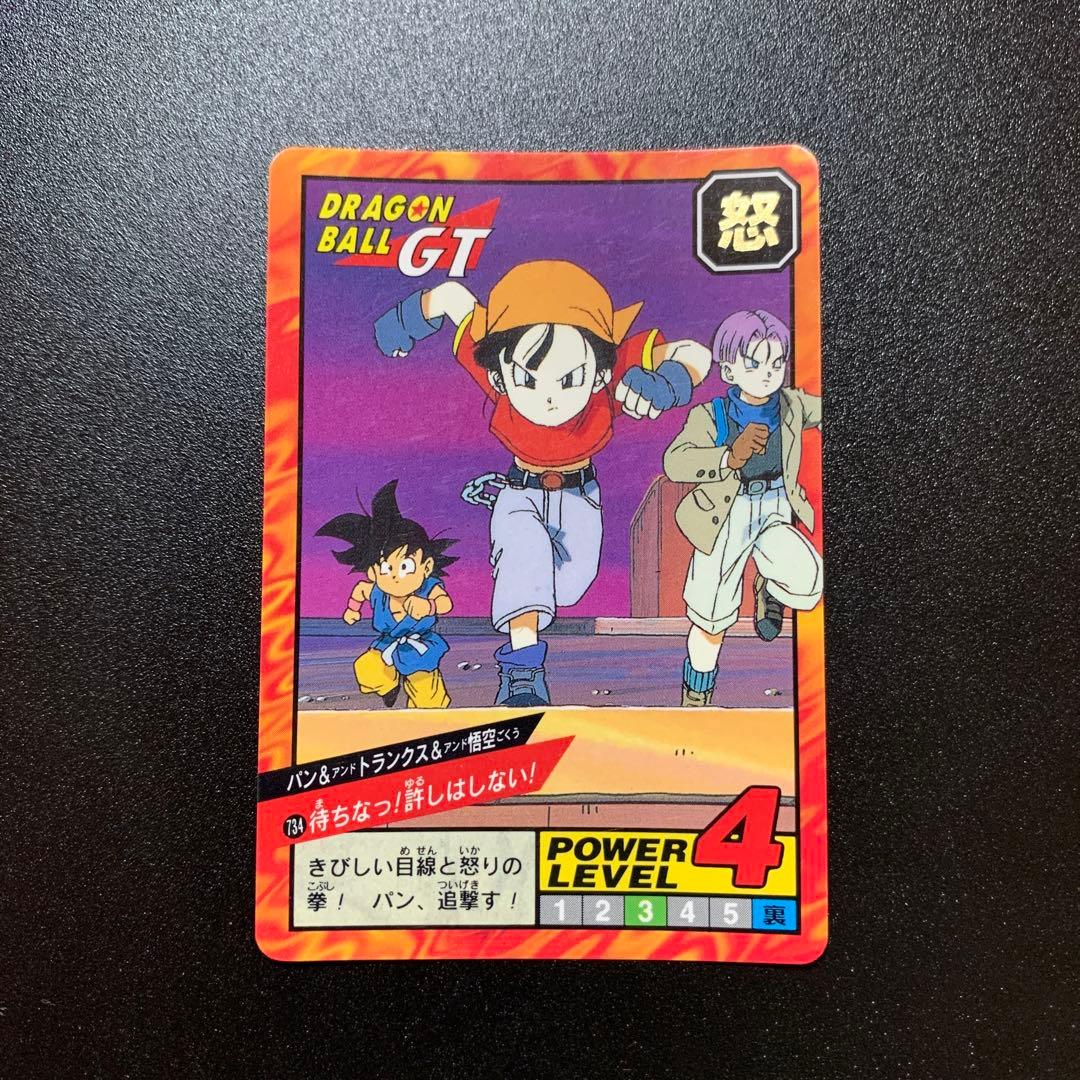 DRAGON
BALL GT
怒
パン&アンドトランクス&アンド悟空ごくう
734 待ちなっ!許しはしない!
ま ゆる
きびしい目線と怒りの
めせん いか
拳! パン、追撃す!
こぶし ついげき
POWER
LEVEL 4
1 2 3 4 5 裏